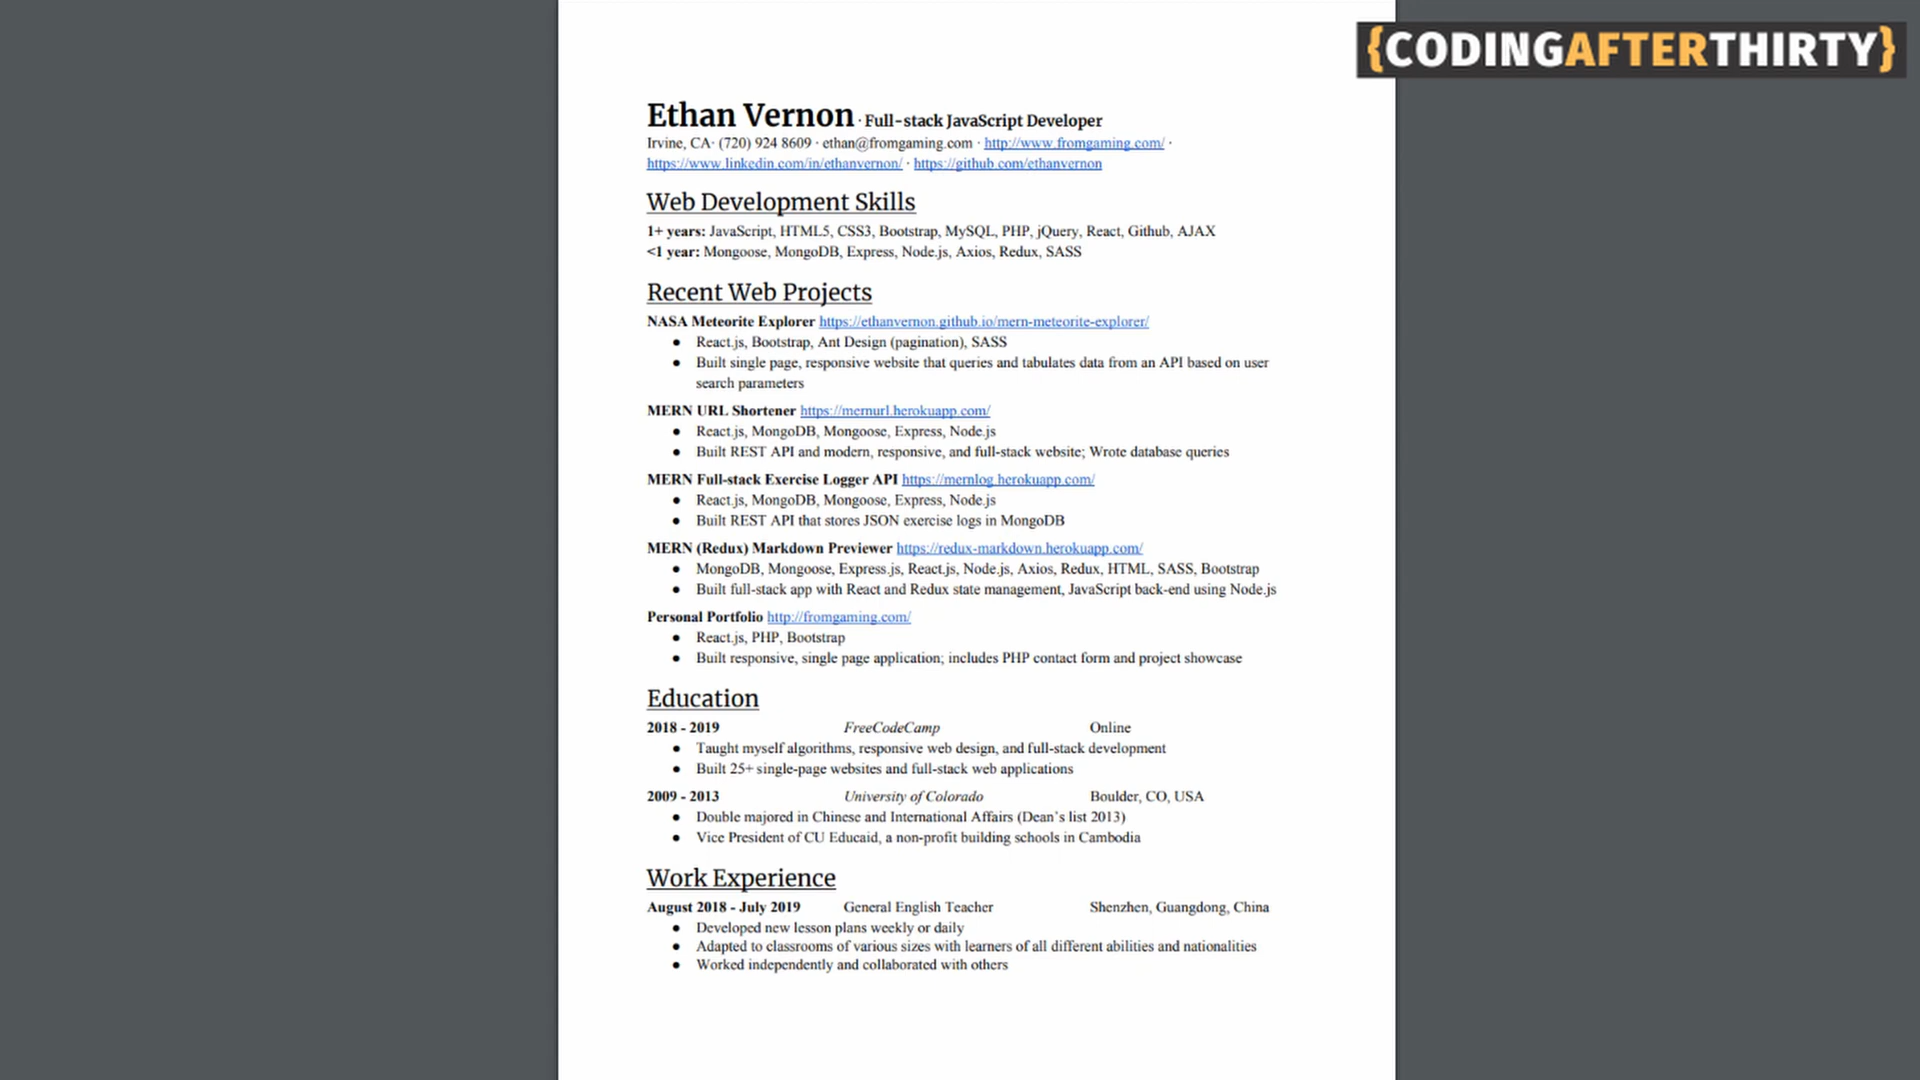 {CODINGAFTERTHIRTY}
Ethan Vernon · Full-stack JavaScript Developer
Irvine, CA· (720) 924 8609 · ethan@fromgaming.com · http://www.fromgaming.com/ ·
https://www.linkedin.com/in/ethanvernon/ · https://github.com/ethanvernon
Web Development Skills
1+ years: JavaScript, HTML5, CSS3, Bootstrap, MySQL, PHP, jQuery, React, Github, AJAX
<1 year: Mongoose, MongoDB, Express, Node.js, Axios, Redux, SASS
Recent Web Projects
NASA Meteorite Explorer https://ethanvernon.github.io/mern-meteorite-explorer/
● React.js, Bootstrap, Ant Design (pagination), SASS
● Built single page, responsive website that queries and tabulates data from an API based on user
search parameters
MERN URL Shortener https://mernurl.herokuapp.com/
● React.js, MongoDB, Mongoose, Express, Node.js
● Built REST API and modern, responsive, and full-stack website; Wrote database queries
MERN Full-stack Exercise Logger API https://mernlog.herokuapp.com/
● React.js, MongoDB, Mongoose, Express, Node.js
● Built REST API that stores JSON exercise logs in MongoDB
MERN (Redux) Markdown Previewer https://redux-markdown.herokuapp.com/
● MongoDB, Mongoose, Express.js, React.js, Node.js, Axios, Redux, HTML, SASS, Bootstrap
● Built full-stack app with React and Redux state management, JavaScript back-end using Node.js
Personal Portfolio http://fromgaming.com/
● React.js, PHP, Bootstrap
● Built responsive, single page application; includes PHP contact form and project showcase
Education
2018 - 2019 FreeCodeCamp Online
● Taught myself algorithms, responsive web design, and full-stack development
● Built 25+ single-page websites and full-stack web applications
2009 - 2013 University of Colorado Boulder, CO, USA
● Double majored in Chinese and International Affairs (Dean’s list 2013)
● Vice President of CU Educaid, a non-profit building schools in Cambodia
Work Experience
August 2018 - July 2019 General English Teacher Shenzhen, Guangdong, China
● Developed new lesson plans weekly or daily
● Adapted to classrooms of various sizes with learners of all different abilities and nationalities
● Worked independently and collaborated with others